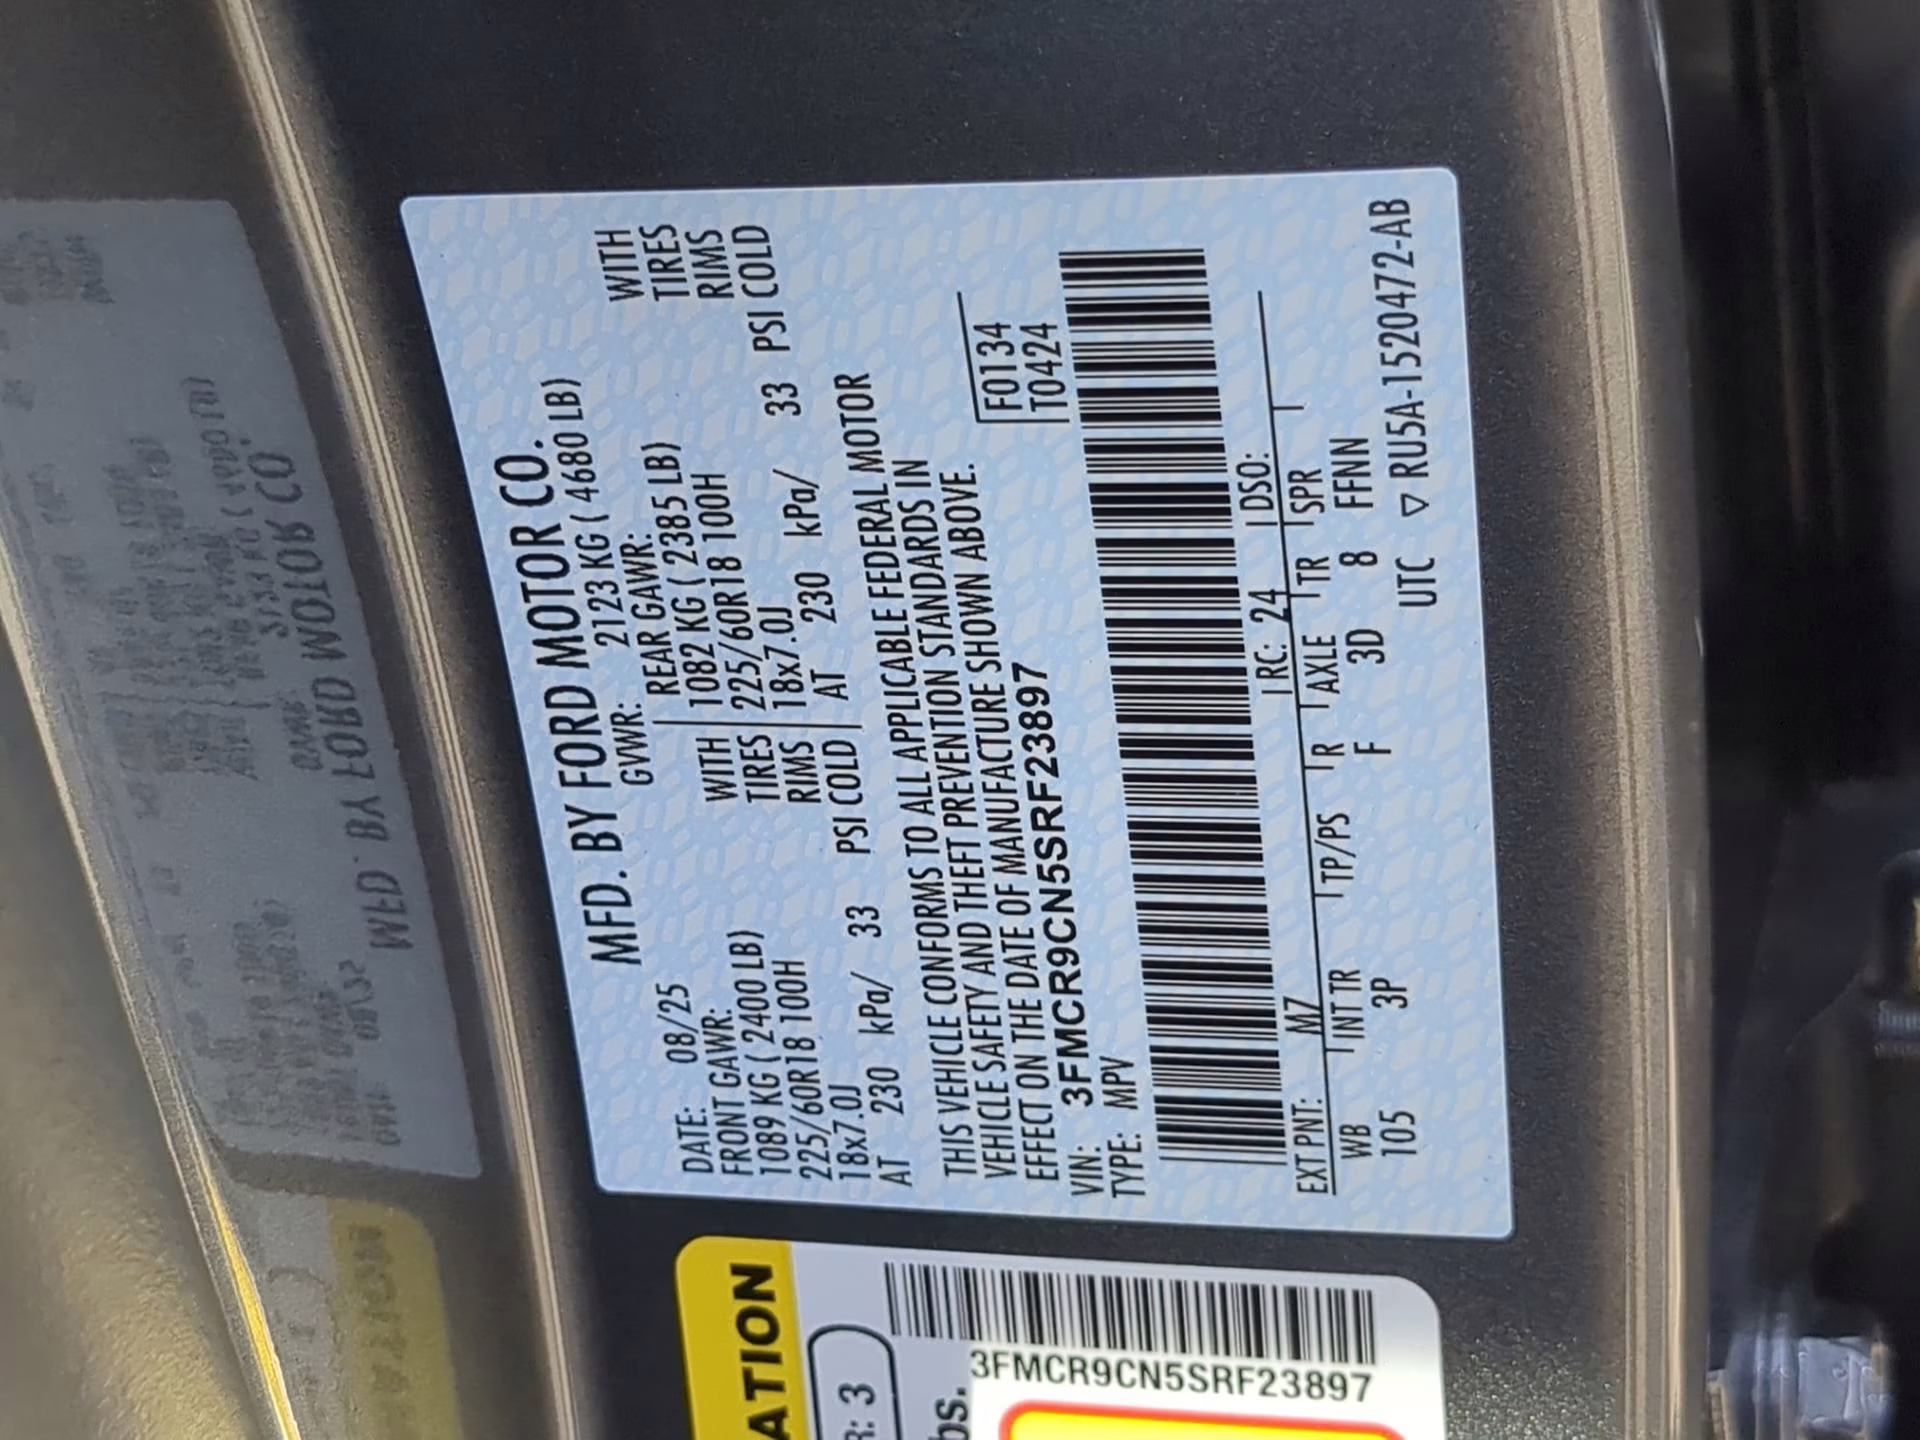 MFD. BY FORD MOTOR CO.
DATE: 08/25 GVWR: 2123 KG ( 4680 LB)
FRONT GAWR: REAR GAWR:
1089 KG ( 2400 LB) WITH 1082 KG ( 2385 LB) WITH
225/60R18 100H TIRES 225/60R18 100H TIRES
18x7.0J RIMS 18x7.0J RIMS
AT 230 kPa/ 33 PSI COLD AT 230 kPa/ 33 PSI COLD
THIS VEHICLE CONFORMS TO ALL APPLICABLE FEDERAL MOTOR
VEHICLE SAFETY AND THEFT PREVENTION STANDARDS IN
EFFECT ON THE DATE OF MANUFACTURE SHOWN ABOVE.
VIN: 3FMCR9CN5SRF23897 F0134
TYPE: MPV T0424
EXT PNT: MZ RC: 24 DSO:
WB INT TR TP/PS R AXLE TR SPR
105 3P F 3D 8 FFNN
UTC ▽ RU5A-1520472-AB
ATION
R: 3
bs.
3FMCR9CN5SRF23897